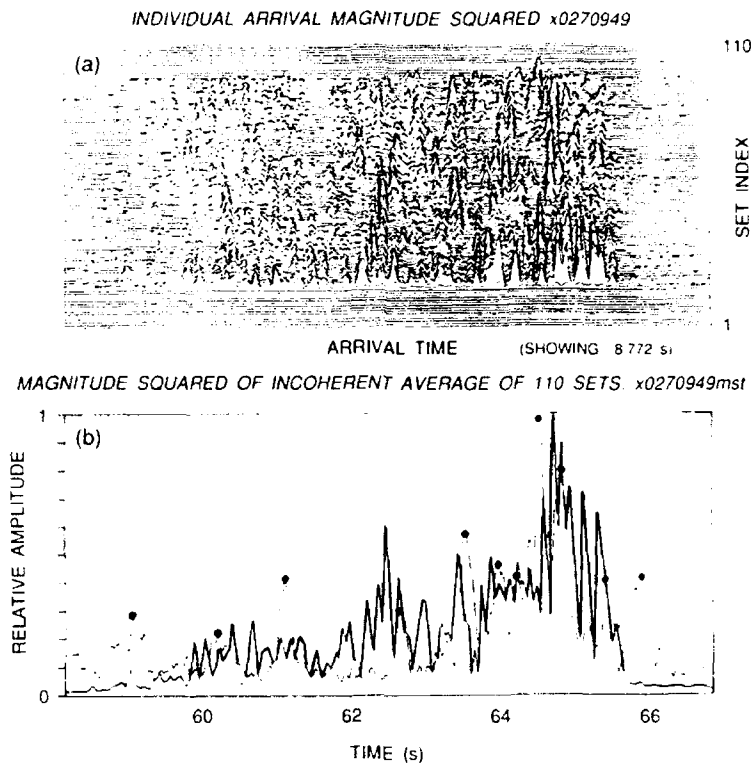 INDIVIDUAL ARRIVAL MAGNITUDE SQUARED x0270949
(a)
110
SET INDEX
1
ARRIVAL TIME (SHOWING 8 772 s)
MAGNITUDE SQUARED OF INCOHERENT AVERAGE OF 110 SETS. x0270949mst
(b)
1
RELATIVE AMPLITUDE
0
60 62 64 66
TIME (s)